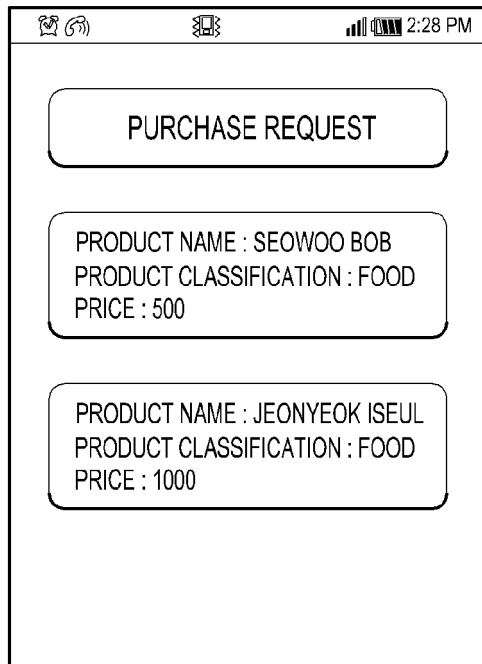 2:28 PM
PURCHASE REQUEST
PRODUCT NAME : SEOWOO BOB
PRODUCT CLASSIFICATION : FOOD
PRICE : 500
PRODUCT NAME : JEONYEOK ISEUL
PRODUCT CLASSIFICATION : FOOD
PRICE : 1000